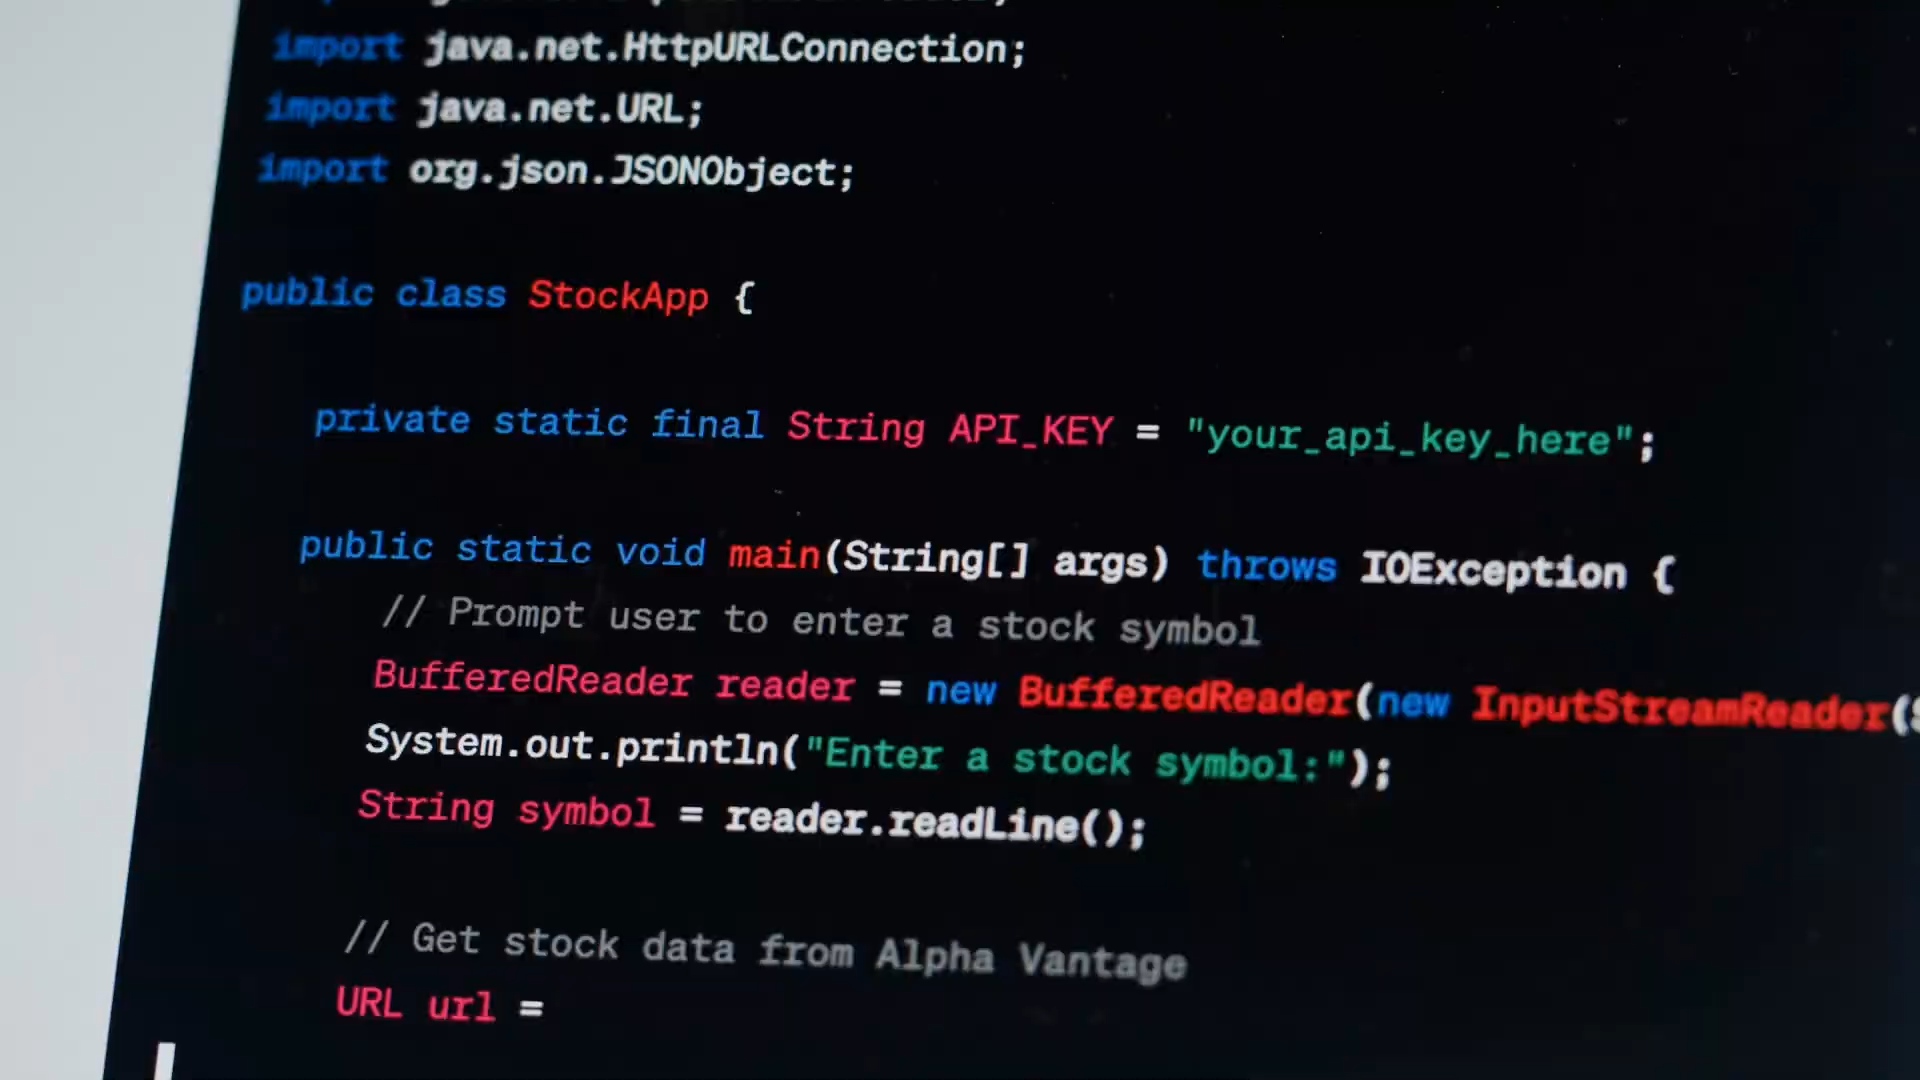 import java.net.HttpURLConnection;
import java.net.URL;
import org.json.JSONObject;
public class StockApp {
private static final String API_KEY = "your_api_key_here";
public static void main(String[] args) throws IOException {
// Prompt user to enter a stock symbol
BufferedReader reader = new BufferedReader(new InputStreamReader(
System.out.println("Enter a stock symbol:");
String symbol = reader.readLine();
// Get stock data from Alpha Vantage
URL url =